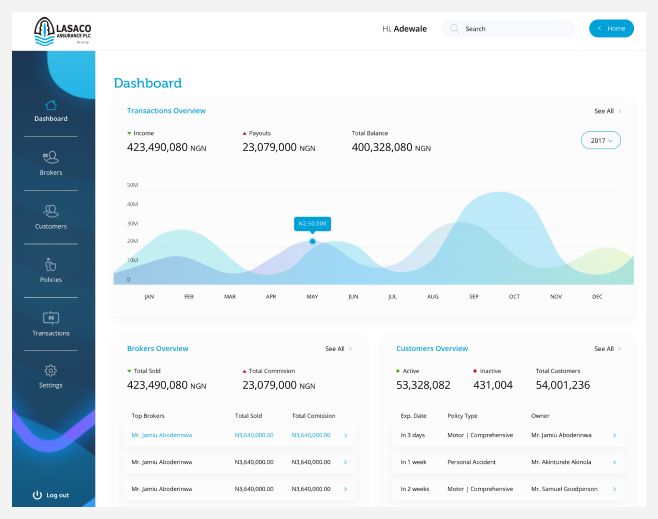 LASACO
ASSURANCE PLC
Hi, Adewale
Search
< Home
Dashboard
Brokers
Customers
Policies
Transactions
Settings
Log out
Dashboard
Transactions Overview
See All >
Income
Payouts
Total Balance
423,490,080 NGN
23,079,000 NGN
400,328,080 NGN
2017
50M
40M
30M
20M
10M
0
N2,50,000
JAN FEB MAR APR MAY JUN JUL AUG SEP OCT NOV DEC
Brokers Overview
See All >
Total Sold
Total Commision
423,490,080 NGN
23,079,000 NGN
Top Brokers Total Sold Total Comission
Mr. Jamiu Aboderinwa N3,640,000.00 N3,640,000.00 >
Mr. Jamiu Aboderinwa N3,640,000.00 N3,640,000.00 >
Mr. Jamiu Aboderinwa N3,640,000.00 N3,640,000.00 >
Customers Overview
See All >
Active
Inactive
Total Customers
53,328,082
431,004
54,001,236
Exp. Date Policy Type Owner
in 3 days Motor | Comprehensive Mr. Jamiu Aboderinwa >
in 1 week Personal Accident Mr. Akintunde Akinola >
in 2 weeks Motor | Comprehensive Mr. Samuel Goodperson >